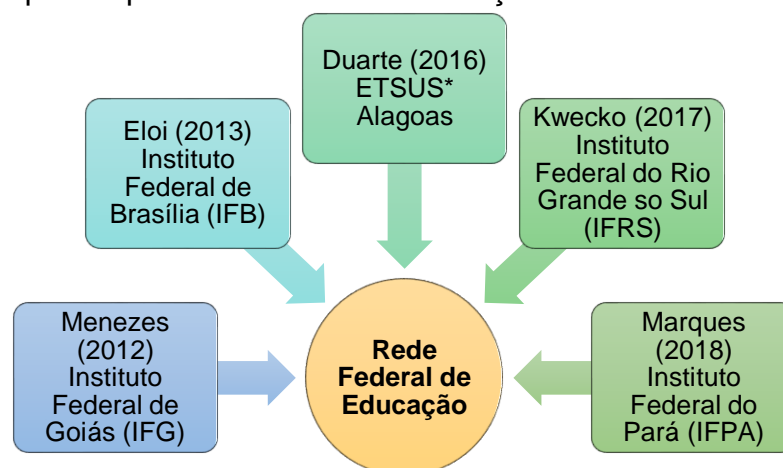 Duarte (2016)
ETSUS*
Alagoas
Eloi (2013)
Instituto
Federal de
Brasília (IFB)
Kwecko (2017)
Instituto
Federal do Rio
Grande so Sul
(IFRS)
Menezes
(2012)
Instituto
Federal de
Goiás (IFG)
Rede
Federal de
Educação
Marques
(2018)
Instituto
Federal do
Pará (IFPA)